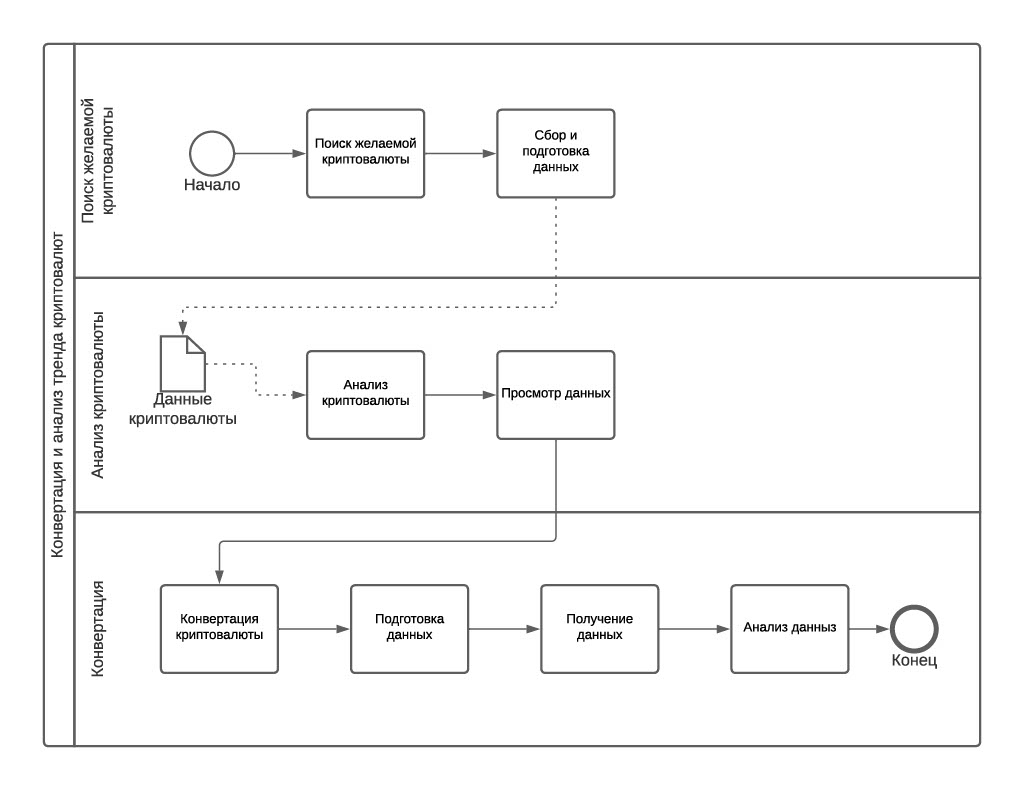 Конвертация и анализ тренда криптовалют
Поиск желаемой
криптовалюты
Начало
Поиск желаемой
криптовалюты
Сбор и
подготовка
данных
Анализ криптовалюты
Данные
криптовалюты
Анализ
криптовалюты
Просмотр данных
Конвертация
Конвертация
криптовалюты
Подготовка
данных
Получение
данных
Анализ данныз
Конец